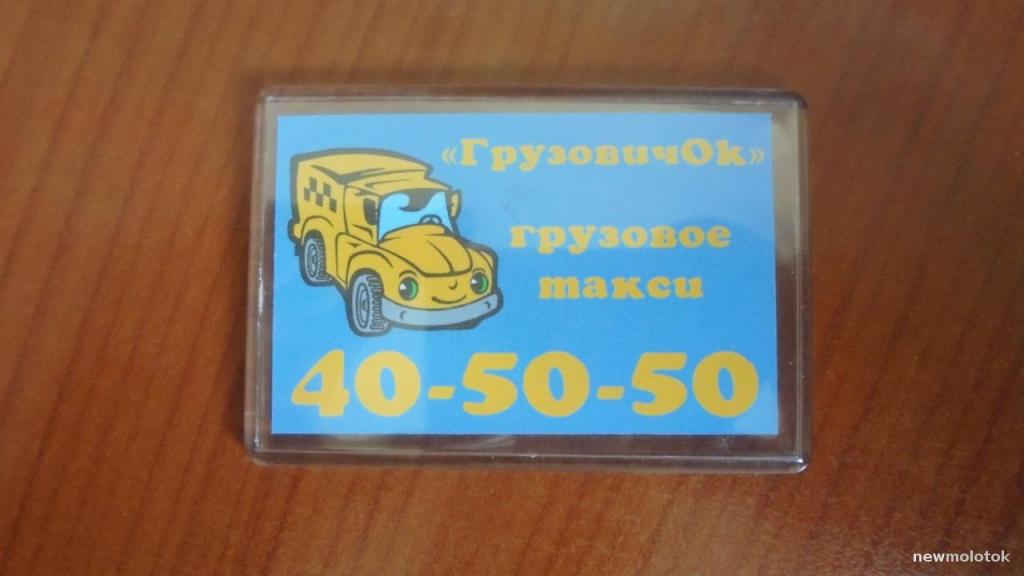 «ГрузовичОк»
грузовое
такси
40-50-50
newmolotok